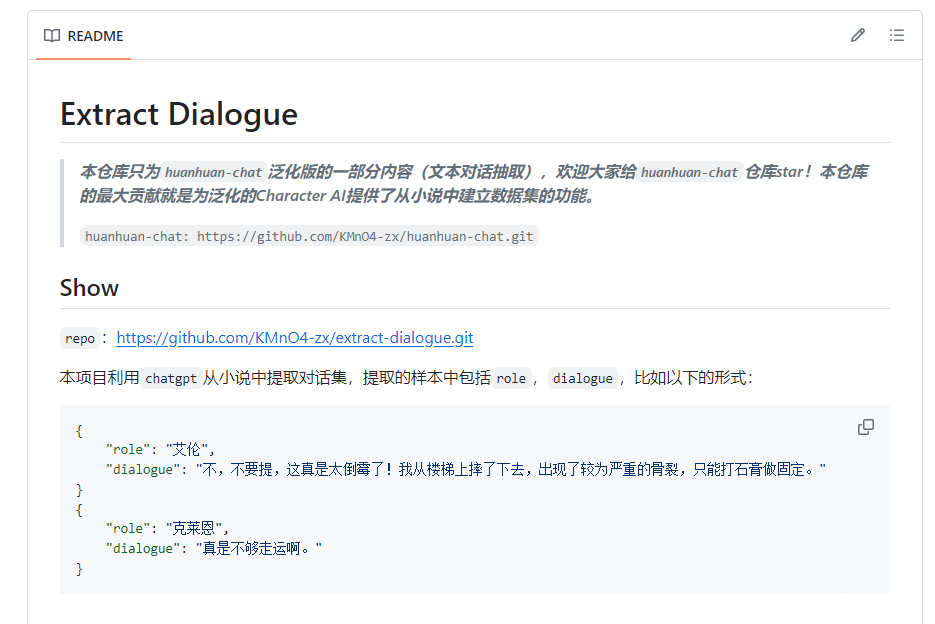 README
Extract Dialogue
本仓库只为 huanhuan-chat 泛化版的一部分内容（文本对话抽取），欢迎大家给 huanhuan-chat 仓库star！本仓库
的最大贡献就是为泛化的Character AI提供了从小说中建立数据集的功能。
huanhuan-chat: https://github.com/KMnO4-zx/huanhuan-chat.git
Show
repo：https://github.com/KMnO4-zx/extract-dialogue.git
本项目利用 chatgpt 从小说中提取对话集，提取的样本中包括 role ， dialogue ，比如以下的形式：
{
"role": "艾伦",
"dialogue": "不，不要提，这真是太倒霉了！我从楼梯上摔了下去，出现了较为严重的骨裂，只能打石膏做固定。"
}
{
"role": "克莱恩",
"dialogue": "真是不够走运啊。"
}